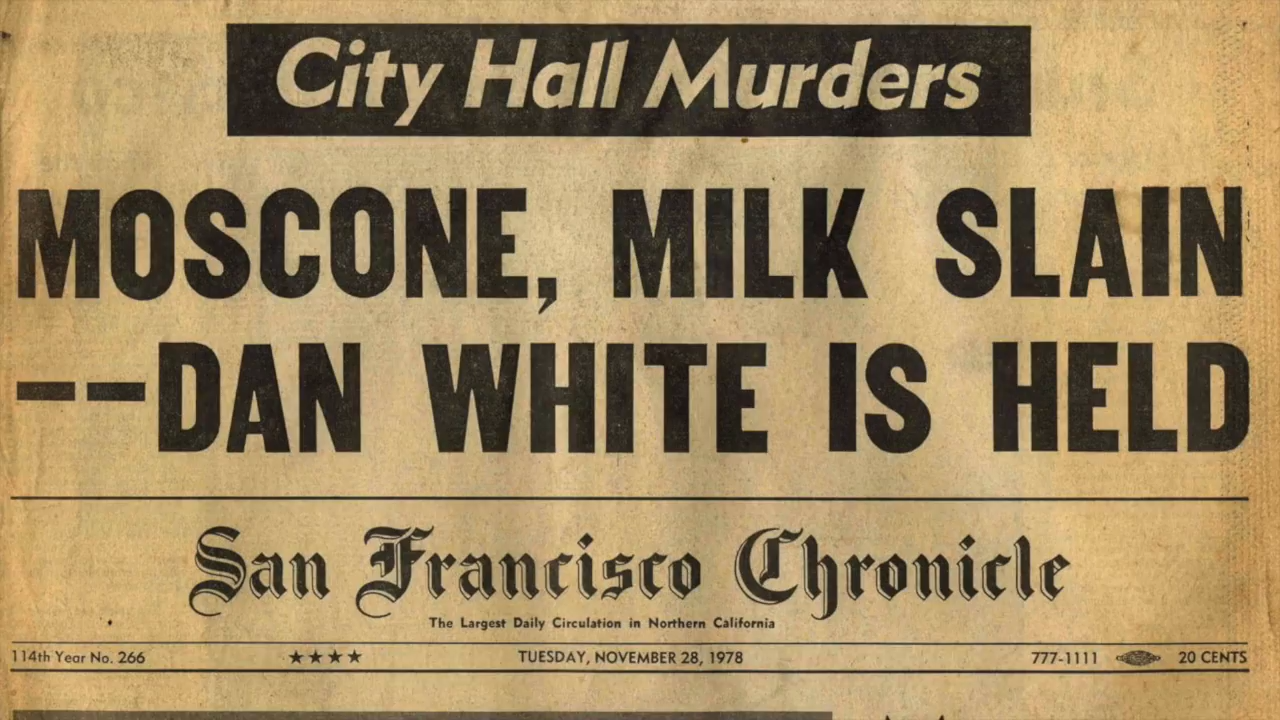 City Hall Murders
MOSCONE, MILK SLAIN
--DAN WHITE IS HELD
San Francisco Chronicle
The Largest Daily Circulation in Northern California
114th Year No. 266 ★★★★ TUESDAY, NOVEMBER 28, 1978 777-1111 20 CENTS